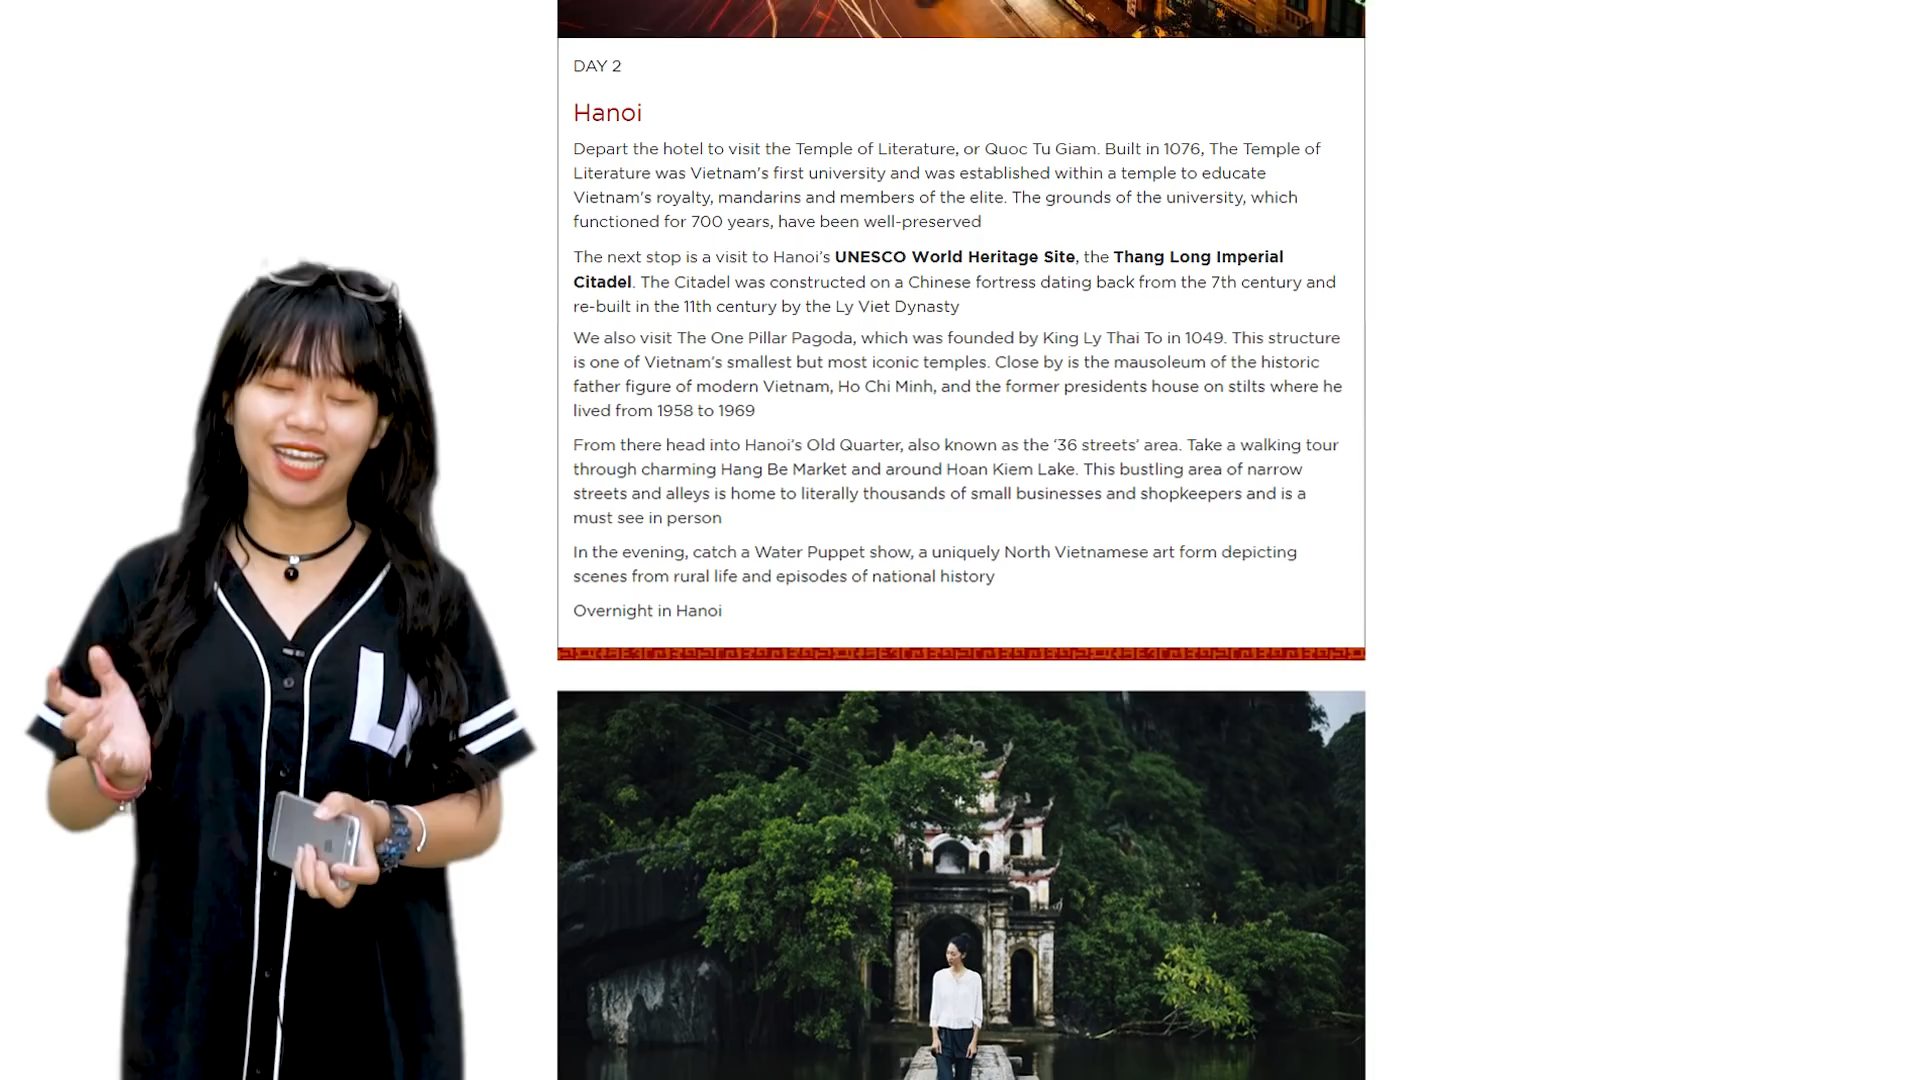 DAY 2
Hanoi
Depart the hotel to visit the Temple of Literature, or Quoc Tu Giam. Built in 1076, The Temple of
Literature was Vietnam's first university and was established within a temple to educate
Vietnam's royalty, mandarins and members of the elite. The grounds of the university, which
functioned for 700 years, have been well-preserved
The next stop is a visit to Hanoi's UNESCO World Heritage Site, the Thang Long Imperial
Citadel. The Citadel was constructed on a Chinese fortress dating back from the 7th century and
re-built in the 11th century by the Ly Viet Dynasty
We also visit The One Pillar Pagoda, which was founded by King Ly Thai To in 1049. This structure
is one of Vietnam's smallest but most iconic temples. Close by is the mausoleum of the historic
father figure of modern Vietnam, Ho Chi Minh, and the former presidents house on stilts where he
lived from 1958 to 1969
From there head into Hanoi's Old Quarter, also known as the '36 streets' area. Take a walking tour
through charming Hang Be Market and around Hoan Kiem Lake. This bustling area of narrow
streets and alleys is home to literally thousands of small businesses and shopkeepers and is a
must see in person
In the evening, catch a Water Puppet show, a uniquely North Vietnamese art form depicting
scenes from rural life and episodes of national history
Overnight in Hanoi